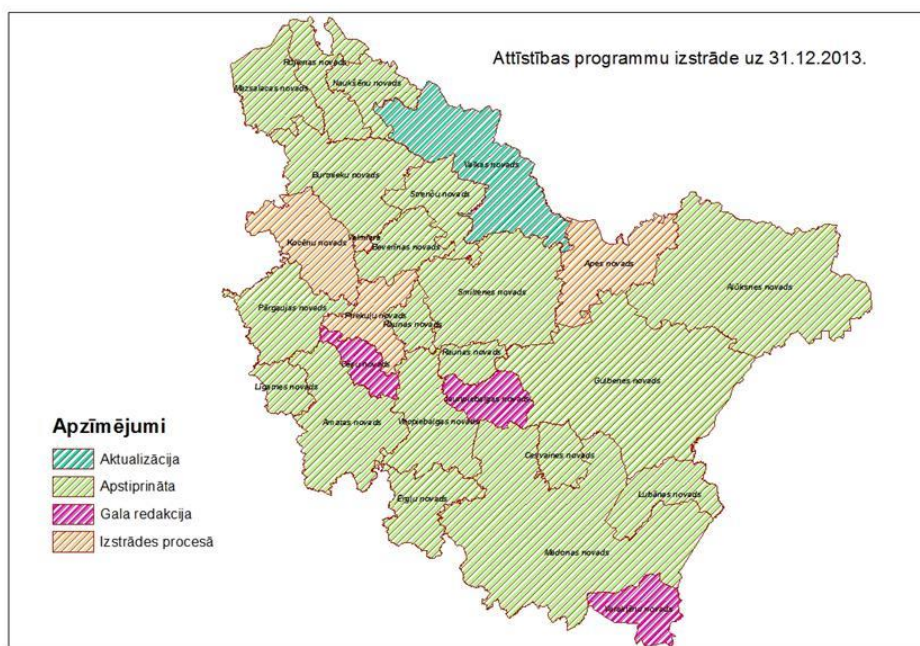 Attīstības programmu izstrāde uz 31.12.2013.
Rūjienas novads
Mazsalacas novads
Naukšēnu novads
Valkas novads
Burtnieku novads
Strenču novads
Valmiera
Kocēnu novads
Beverīnas novads
Apes novads
Alūksnes novads
Smiltenes novads
Pārgaujas novads
Priekuļu novads
Raunas novads
Raunas novads
Cēsu novads
Gulbenes novads
Līgatnes novads
Jaunpiebalgas novads
Amatas novads
Vecpiebalgas novads
Cesvaines novads
Lubānas novads
Ērgļu novads
Madonas novads
Varakļānu novads
Apzīmējumi
Aktualizācija
Apstiprināta
Gala redakcija
Izstrādes procesā